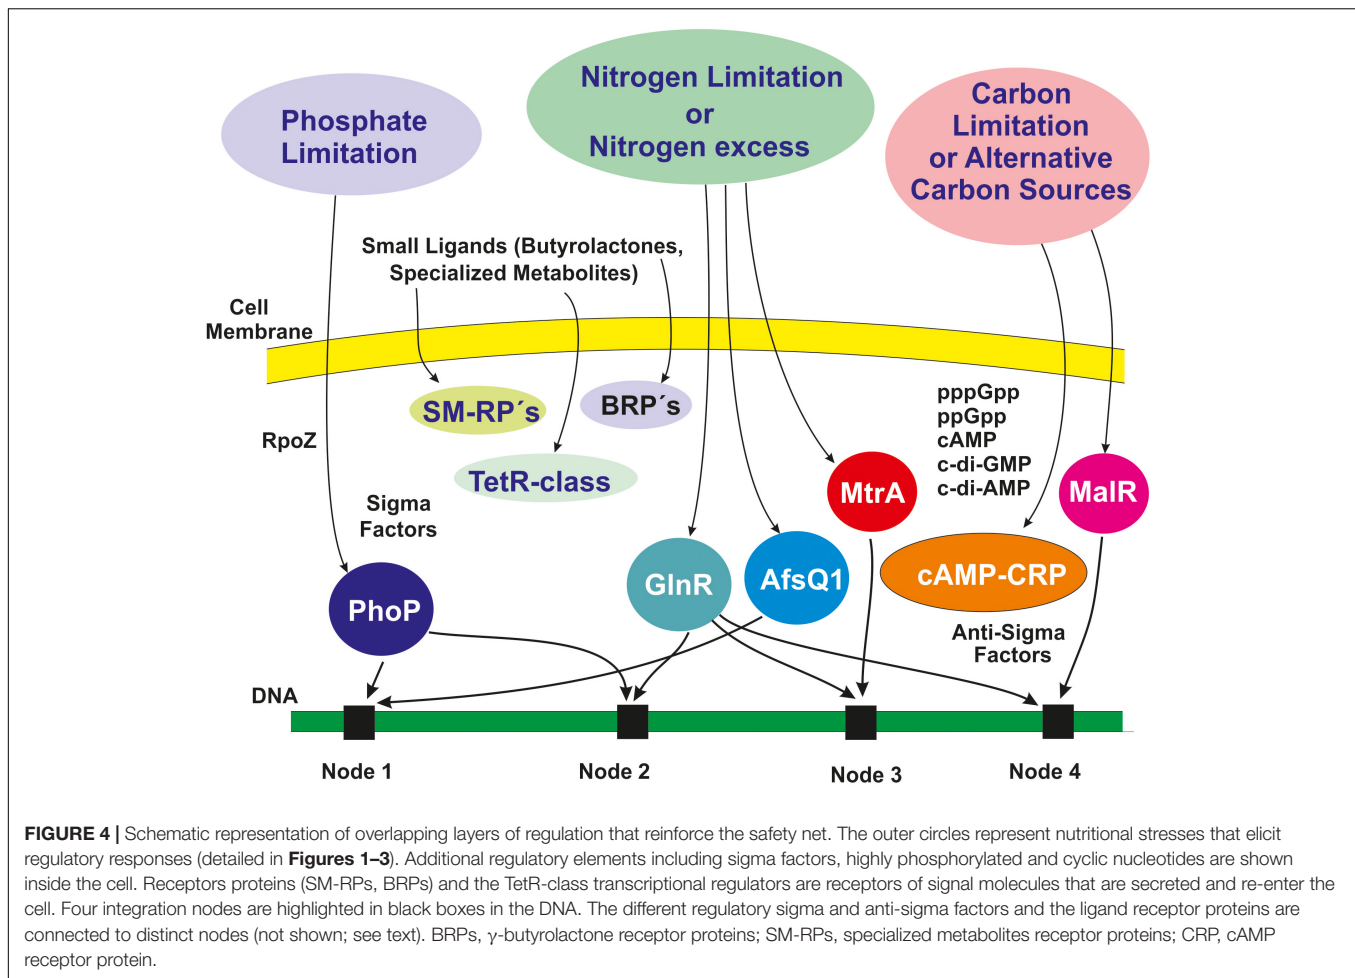 Phosphate
Limitation
Nitrogen Limitation
or
Nitrogen excess
Carbon
Limitation
or Alternative
Carbon Sources
Small Ligands (Butyrolactones,
Specialized Metabolites)
Cell
Membrane
SM-RP´s
BRP´s
TetR-class
RpoZ
Sigma
Factors
pppGpp
ppGpp
cAMP
c-di-GMP
c-di-AMP
MtrA
MalR
PhoP
GlnR
AfsQ1
cAMP-CRP
Anti-Sigma
Factors
DNA
Node 1
Node 2
Node 3
Node 4
FIGURE 4 | Schematic representation of overlapping layers of regulation that reinforce the safety net. The outer circles represent nutritional stresses that elicit
regulatory responses (detailed in Figures 1–3). Additional regulatory elements including sigma factors, highly phosphorylated and cyclic nucleotides are shown
inside the cell. Receptors proteins (SM-RPs, BRPs) and the TetR-class transcriptional regulators are receptors of signal molecules that are secreted and re-enter the
cell. Four integration nodes are highlighted in black boxes in the DNA. The different regulatory sigma and anti-sigma factors and the ligand receptor proteins are
connected to distinct nodes (not shown; see text). BRPs, γ-butyrolactone receptor proteins; SM-RPs, specialized metabolites receptor proteins; CRP, cAMP
receptor protein.